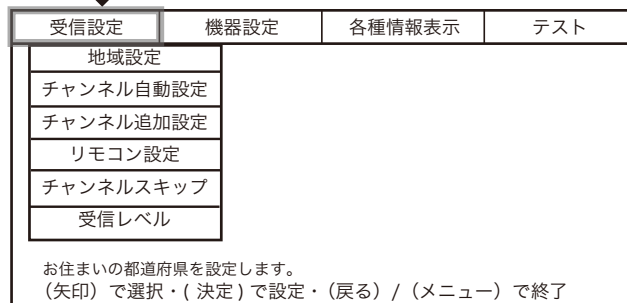 受信設定 機器設定 各種情報表示 テスト
地域設定
チャンネル自動設定
チャンネル追加設定
リモコン設定
チャンネルスキップ
受信レベル
お住まいの都道府県を設定します。
（矢印）で選択・( 決定 ) で設定・（戻る）/（メニュー）で終了